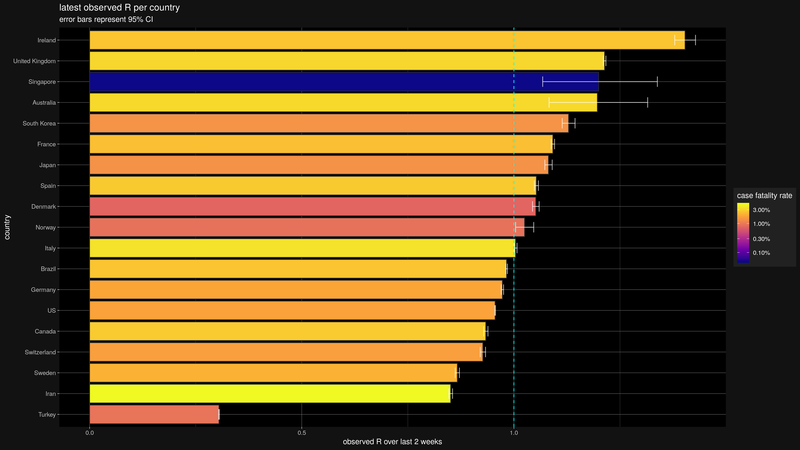 latest observed R per country
error bars represent 95% CI
country
Ireland
United Kingdom
Singapore
Australia
South Korea
France
Japan
Spain
Denmark
Norway
Italy
Brazil
Germany
US
Canada
Switzerland
Sweden
Iran
Turkey
0.0
0.5
1.0
observed R over last 2 weeks
case fatality rate
3.00%
1.00%
0.30%
0.10%